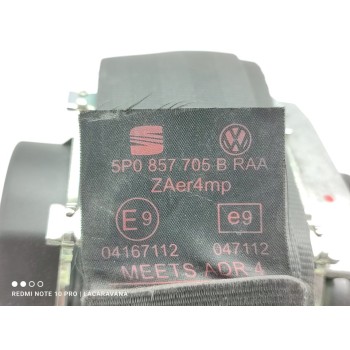 5P0 857 705 B RAA
ZAer4mp
E9 e9
04167112 047112
MEETS ADR 4
REDMI NOTE 10 PRO | LACARAVANA